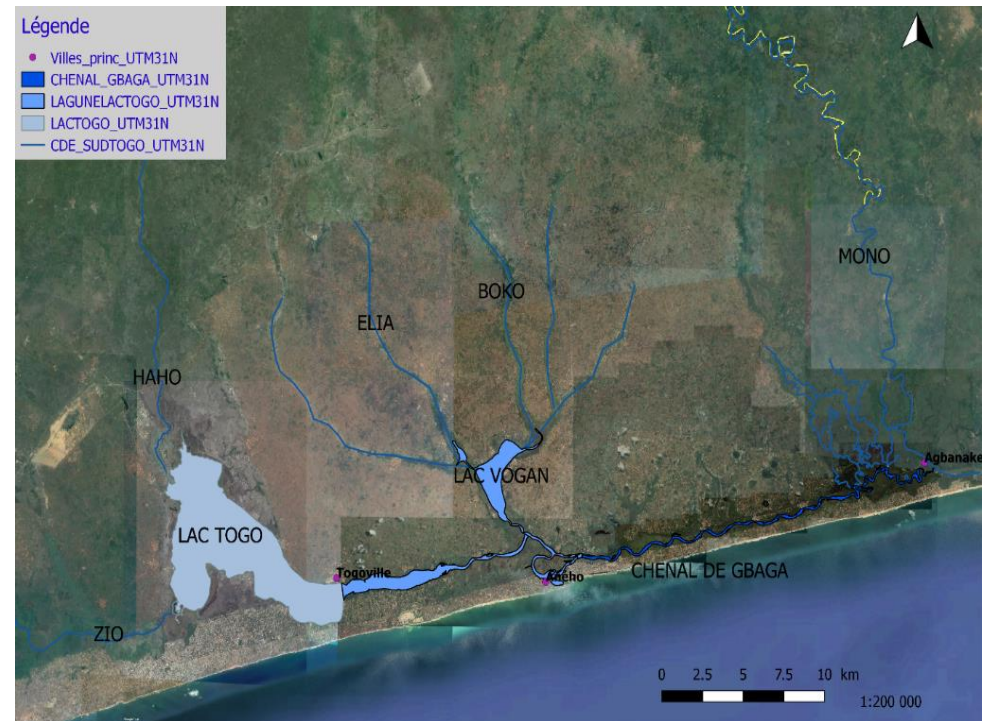 Légende
Villes_princ_UTM31N
CHENAL_GBAGA_UTM31N
LAGUNELACTOGO_UTM31N
LACTOGO_UTM31N
CDE_SUDTOGO_UTM31N
MONO
BOKO
ELIA
HAHO
Agbanake
LAC VOGAN
LAC TOGO
Togoville
Aného
CHENAL DE GBAGA
ZIO
0 2.5 5 7.5 10 km
1:200 000